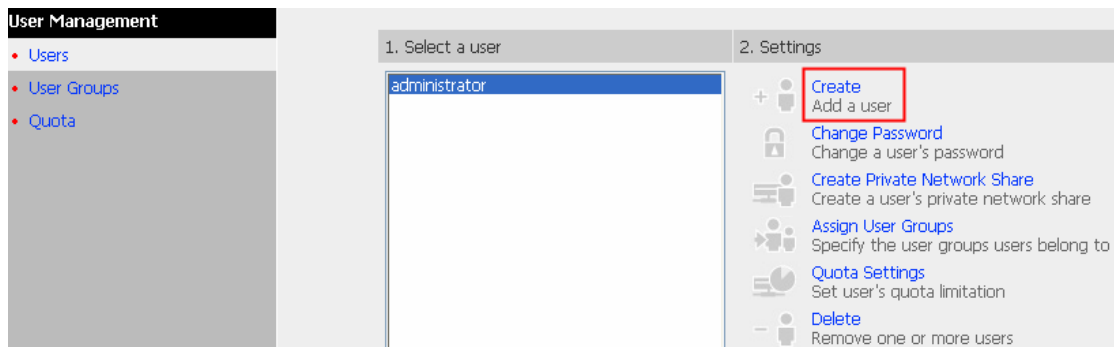 User Management
Users
User Groups
Quota
1. Select a user
administrator
2. Settings
Create
Add a user
Change Password
Change a user's password
Create Private Network Share
Create a user's private network share
Assign User Groups
Specify the user groups users belong to
Quota Settings
Set user's quota limitation
Delete
Remove one or more users